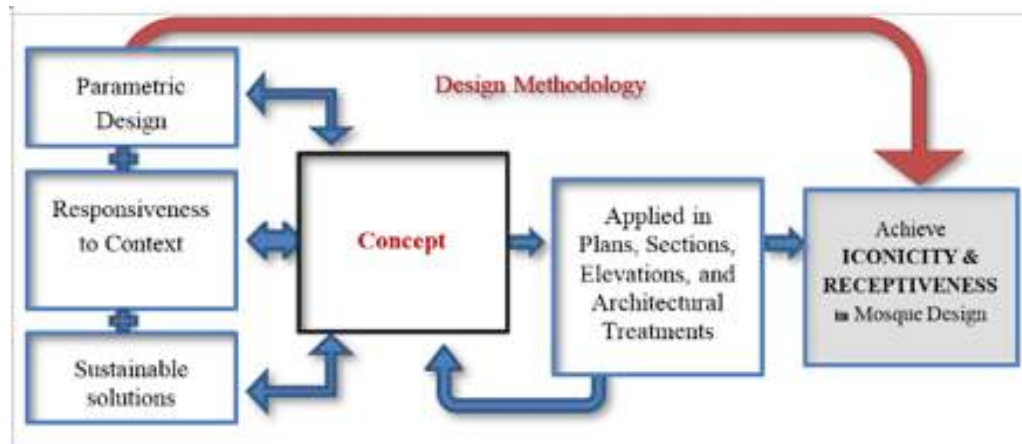 Design Methodology
Parametric
Design
Responsiveness
to Context
Sustainable
solutions
Concept
Applied in
Plans, Sections,
Elevations, and
Architectural
Treatments
Achieve
ICONICITY &
RECEPTIVENESS
in Mosque Design